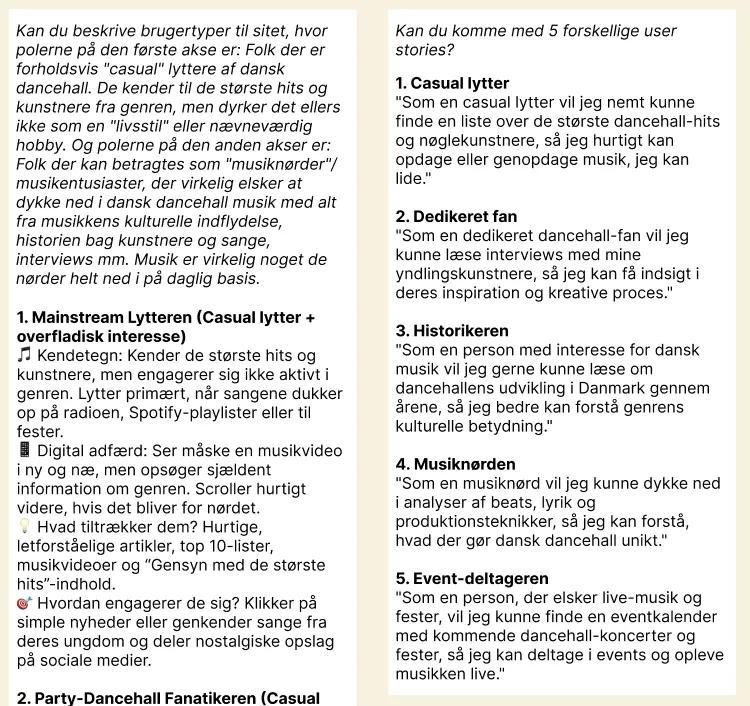 Kan du beskrive brugertyper til sitet, hvor
polerne på den første akse er: Folk der er
forholdsvis "casual" lyttere af dansk
dancehall. De kender til de største hits og
kunstnere fra genren, men dyrker det ellers
ikke som en "livsstil" eller nævneværdig
hobby. Og polerne på den anden akser er:
Folk der kan betragtes som "musiknørder"/
musikentusiaster, der virkelig elsker at
dykke ned i dansk dancehall musik med alt
fra musikkens kulturelle indflydelse,
historien bag kunstnere og sange,
interviews mm. Musik er virkelig noget de
nørder helt ned i på daglig basis.
1. Mainstream Lytteren (Casual lytter +
overfladisk interesse)
🎵 Kendetegn: Kender de største hits og
kunstnere, men engagerer sig ikke aktivt i
genren. Lytter primært, når sangene dukker
op på radioen, Spotify-playlister eller til
fester.
📱 Digital adfærd: Ser måske en musikvideo
i ny og næ, men opsøger sjældent
information om genren. Scroller hurtigt
videre, hvis det bliver for nørdet.
💡 Hvad tiltrækker dem? Hurtige,
letforståelige artikler, top 10-lister,
musikvideoer og “Gensyn med de største
hits”-indhold.
🎯 Hvordan engagerer de sig? Klikker på
simple nyheder eller genkender sange fra
deres ungdom og deler nostalgiske opslag
på sociale medier.
2. Party-Dancehall Fanatikeren (Casual
Kan du komme med 5 forskellige user
stories?
1. Casual lytter
"Som en casual lytter vil jeg nemt kunne
finde en liste over de største dancehall-hits
og nøglekunstnere, så jeg hurtigt kan
opdage eller genopdage musik, jeg kan
lide."
2. Dedikeret fan
"Som en dedikeret dancehall-fan vil jeg
kunne læse interviews med mine
yndlingskunstnere, så jeg kan få indsigt i
deres inspiration og kreative proces."
3. Historikeren
"Som en person med interesse for dansk
musik vil jeg gerne kunne læse om
dancehallens udvikling i Danmark gennem
årene, så jeg bedre kan forstå genrens
kulturelle betydning."
4. Musiknørden
"Som en musiknørd vil jeg kunne dykke ned
i analyser af beats, lyrik og
produktionsteknikker, så jeg kan forstå,
hvad der gør dansk dancehall unikt."
5. Event-deltageren
"Som en person, der elsker live-musik og
fester, vil jeg kunne finde en eventkalender
med kommende dancehall-koncerter og
fester, så jeg kan deltage i events og opleve
musikken live."